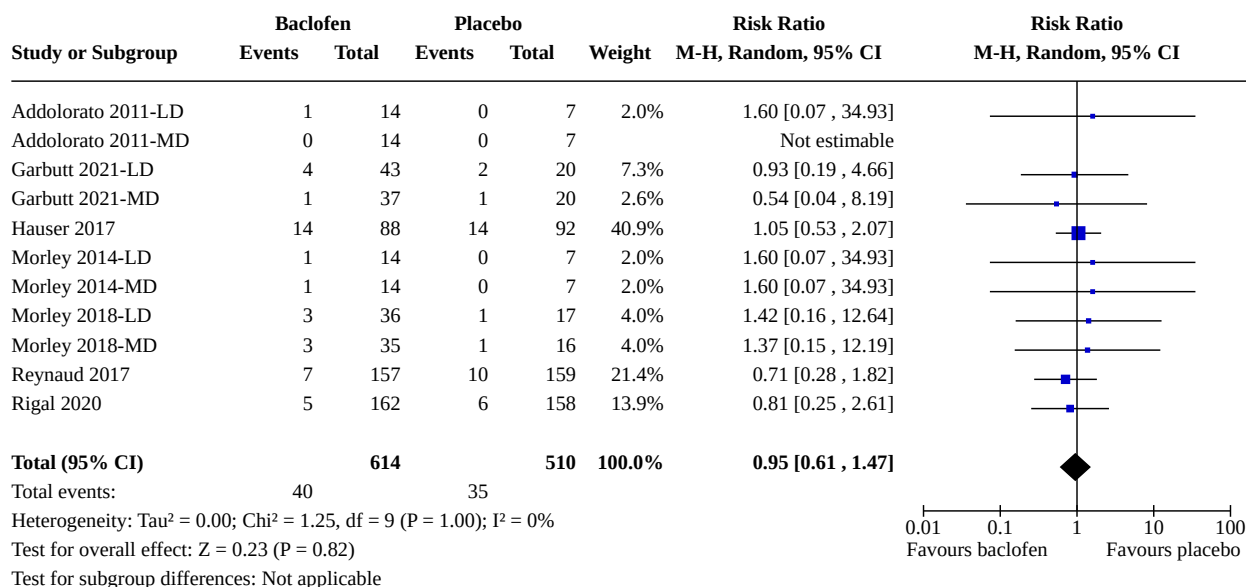 Baclofen Placebo Risk Ratio Risk Ratio
Study or Subgroup Events Total Events Total Weight M-H, Random, 95% CI M-H, Random, 95% CI
Addolorato 2011-LD 1 14 0 7 2.0% 1.60 [0.07 , 34.93]
Addolorato 2011-MD 0 14 0 7 Not estimable
Garbutt 2021-LD 4 43 2 20 7.3% 0.93 [0.19 , 4.66]
Garbutt 2021-MD 1 37 1 20 2.6% 0.54 [0.04 , 8.19]
Hauser 2017 14 88 14 92 40.9% 1.05 [0.53 , 2.07]
Morley 2014-LD 1 14 0 7 2.0% 1.60 [0.07 , 34.93]
Morley 2014-MD 1 14 0 7 2.0% 1.60 [0.07 , 34.93]
Morley 2018-LD 3 36 1 17 4.0% 1.42 [0.16 , 12.64]
Morley 2018-MD 3 35 1 16 4.0% 1.37 [0.15 , 12.19]
Reynaud 2017 7 157 10 159 21.4% 0.71 [0.28 , 1.82]
Rigal 2020 5 162 6 158 13.9% 0.81 [0.25 , 2.61]
Total (95% CI) 614 510 100.0% 0.95 [0.61 , 1.47]
Total events: 40 35
Heterogeneity: Tau² = 0.00; Chi² = 1.25, df = 9 (P = 1.00); I² = 0%
0.01 0.1 1 10 100
Test for overall effect: Z = 0.23 (P = 0.82) Favours baclofen Favours placebo
Test for subgroup differences: Not applicable